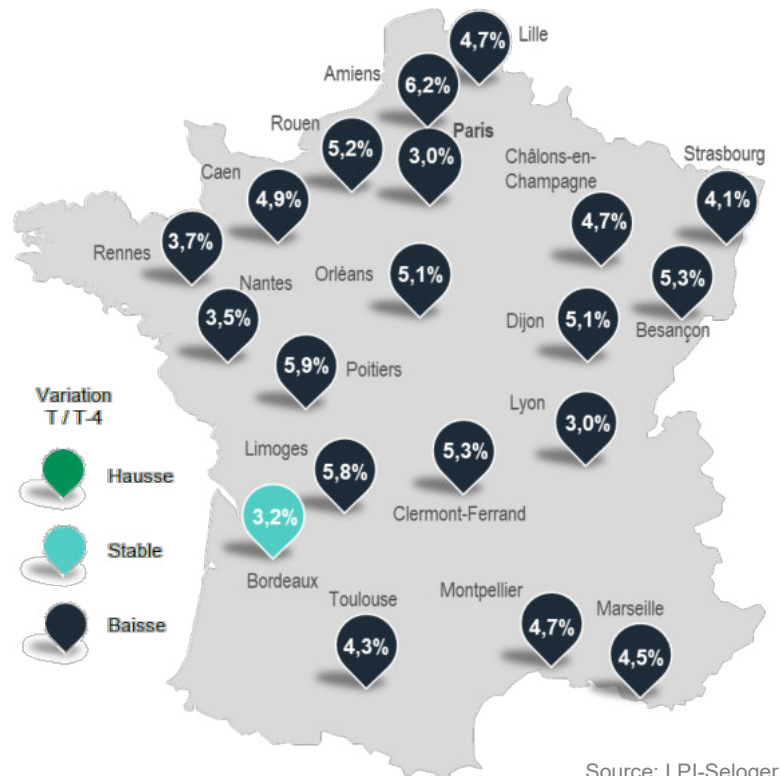 Lille
4,7%
Amiens
6,2%
Rouen
5,2%
Paris
3,0%
Caen
4,9%
Châlons-en-
Champagne
4,7%
Strasbourg
4,1%
Rennes
3,7%
Nantes
3,5%
Orléans
5,1%
5,3%
Besançon
Dijon
5,1%
5,9%
Poitiers
Lyon
3,0%
Limoges
5,8%
5,3%
Clermont-Ferrand
3,2%
Bordeaux
Toulouse
4,3%
Montpellier
4,7%
Marseille
4,5%
Variation
T / T-4
Hausse
Stable
Baisse
Source: LPI-Seloger